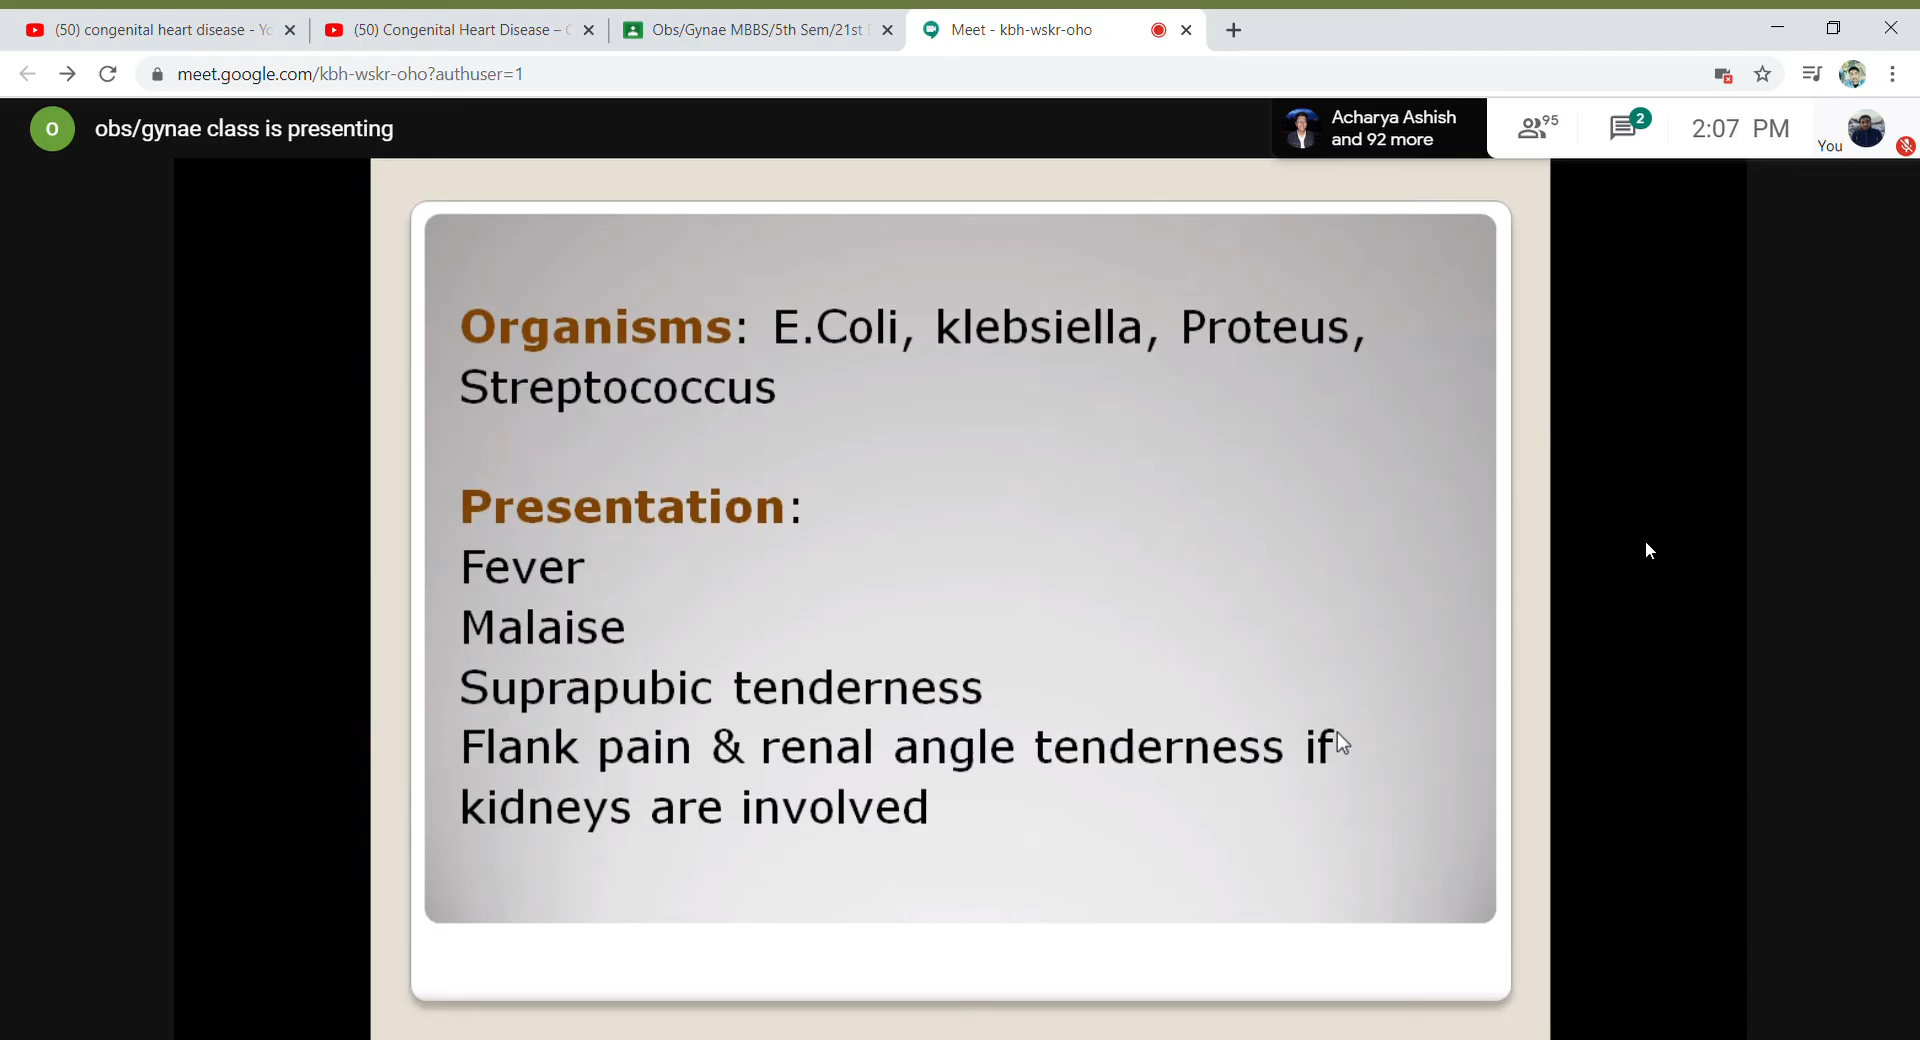 (50) congenital heart disease - Yo
(50) Congenital Heart Disease – C
Obs/Gynae MBBS/5th Sem/21st
Meet - kbh-wskr-oho
meet.google.com/kbh-wskr-oho?authuser=1
O
obs/gynae class is presenting
Acharya Ashish
and 92 more
95
2
2:07 PM
You
Organisms: E.Coli, klebsiella, Proteus,
Streptococcus
Presentation:
Fever
Malaise
Suprapubic tenderness
Flank pain & renal angle tenderness if
kidneys are involved